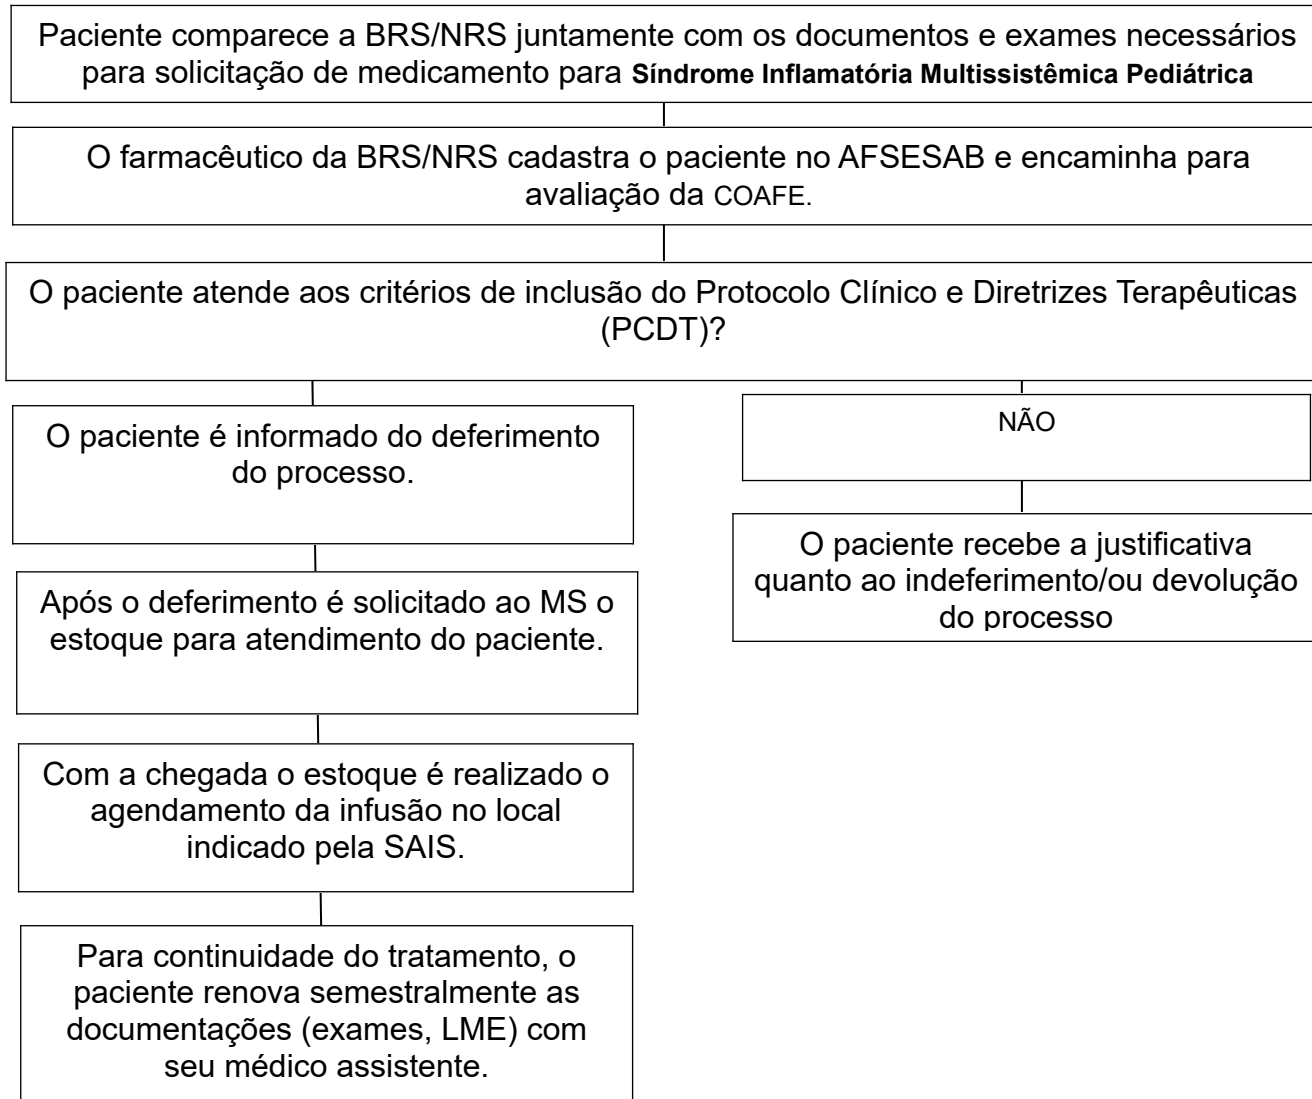 Paciente comparece a BRS/NRS juntamente com os documentos e exames necessários
para solicitação de medicamento para Síndrome Inflamatória Multissistêmica Pediátrica
O farmacêutico da BRS/NRS cadastra o paciente no AFSESAB e encaminha para
avaliação da COAFE.
O paciente atende aos critérios de inclusão do Protocolo Clínico e Diretrizes Terapêuticas
(PCDT)?
O paciente é informado do deferimento
do processo.
Após o deferimento é solicitado ao MS o
estoque para atendimento do paciente.
Com a chegada o estoque é realizado o
agendamento da infusão no local
indicado pela SAIS.
Para continuidade do tratamento, o
paciente renova semestralmente as
documentações (exames, LME) com
seu médico assistente.
NÃO
O paciente recebe a justificativa
quanto ao indeferimento/ou devolução
do processo